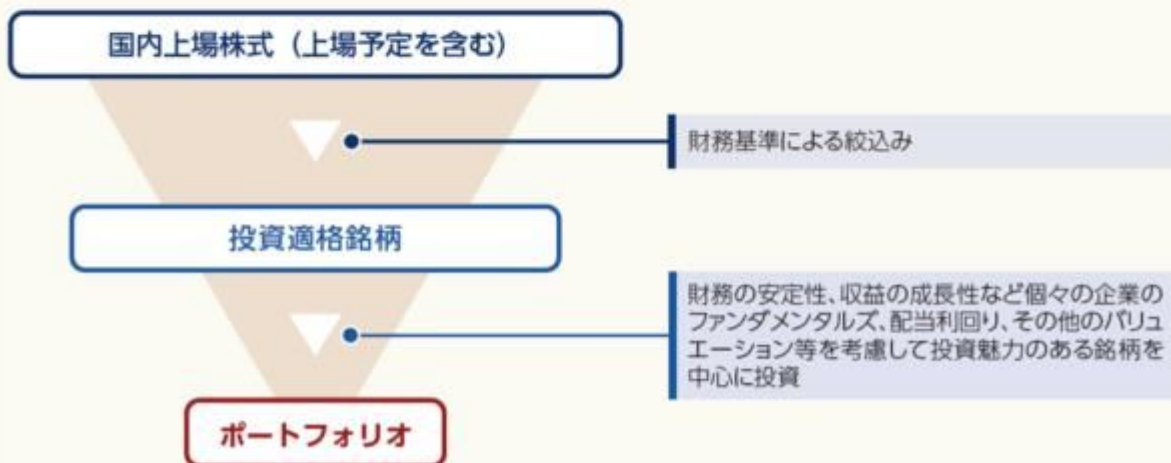 国内上場株式（上場予定を含む）
財務基準による絞込み
投資適格銘柄
財務の安定性、収益の成長性など個々の企業の
ファンダメンタルズ、配当利回り、その他のバリュ
エーション等を考慮して投資魅力のある銘柄を
中心に投資
ポートフォリオ